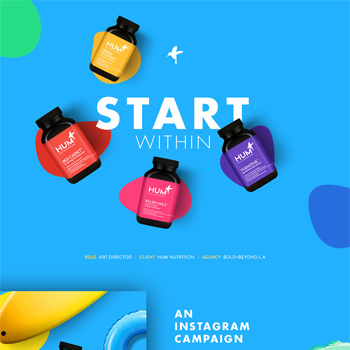 HUM
START
WITHIN
HUM
RED CARPET
HUM
HUM
KILLER NAILS
ROLE ART DIRECTOR | CLIENT HUM NUTRITION | AGENCY BOLD+BEYOND LA
AN
INSTAGRAM
CAMPAIGN